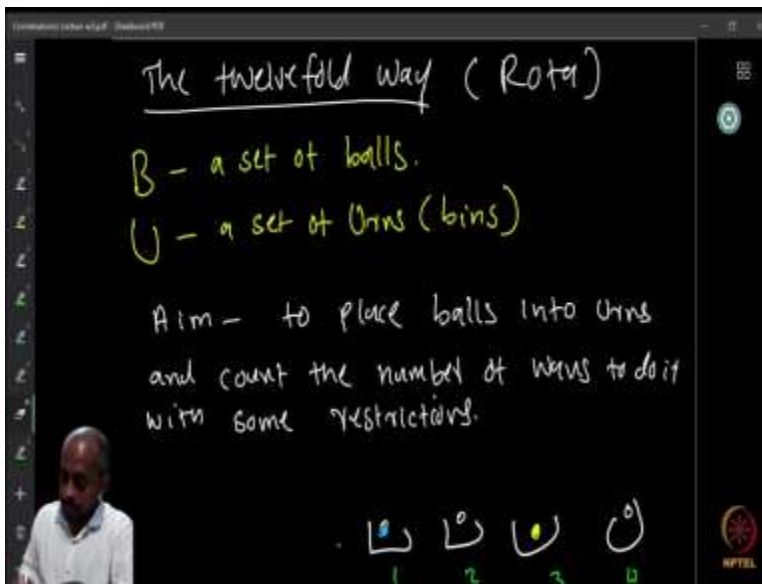 The twelvefold way (Rota)
B - a set of balls.
U - a set of Urns (bins)
Aim - to place balls into urns
and count the number of ways to do it
with some restrictions.
1 2 3
NPTEL